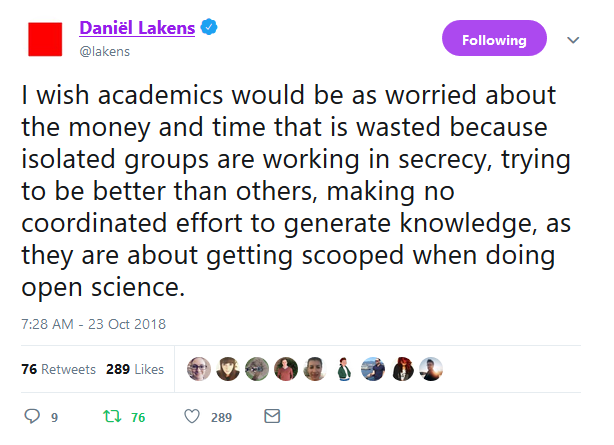 Daniël Lakens
@lakens
Following
I wish academics would be as worried about
the money and time that is wasted because
isolated groups are working in secrecy, trying
to be better than others, making no
coordinated effort to generate knowledge, as
they are about getting scooped when doing
open science.
7:28 AM - 23 Oct 2018
76 Retweets 289 Likes
9 76 289